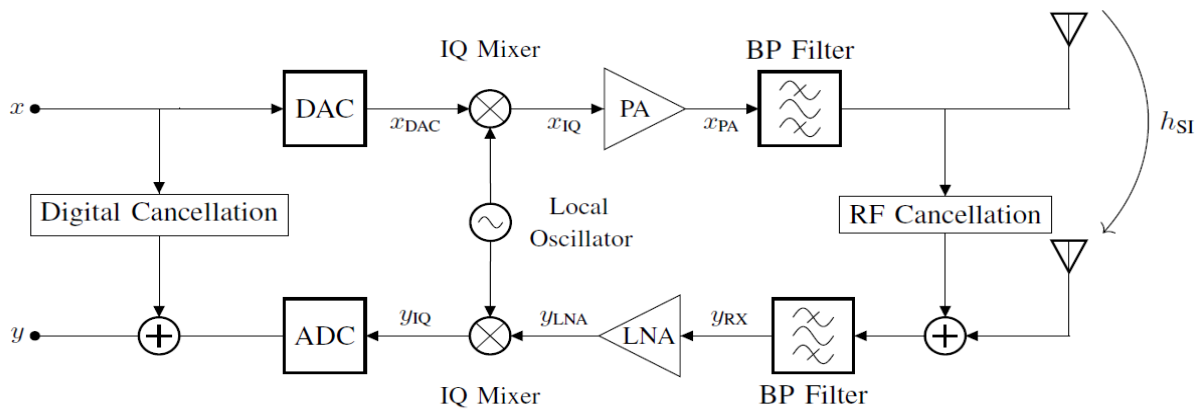 IQ Mixer
BP Filter
x
DAC
x_DAC
x_IQ
PA
x_PA
h_SI
Digital Cancellation
Local
Oscillator
RF Cancellation
y
ADC
y_IQ
y_LNA
LNA
y_RX
IQ Mixer
BP Filter